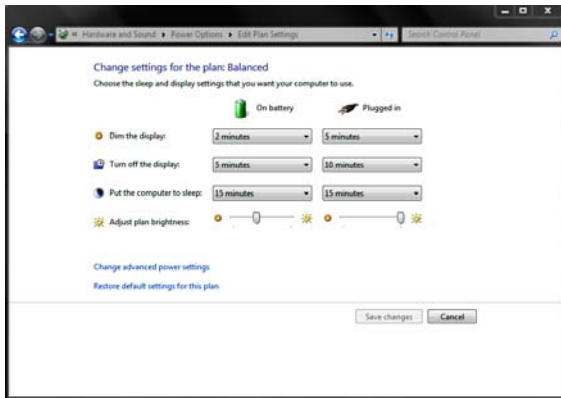 « Hardware and Sound ▸ Power Options ▸ Edit Plan Settings
Search Control Panel
Change settings for the plan: Balanced
Choose the sleep and display settings that you want your computer to use.
On battery
Plugged in
Dim the display:
2 minutes
5 minutes
Turn off the display:
5 minutes
10 minutes
Put the computer to sleep:
15 minutes
15 minutes
Adjust plan brightness:
Change advanced power settings
Restore default settings for this plan
Save changes
Cancel